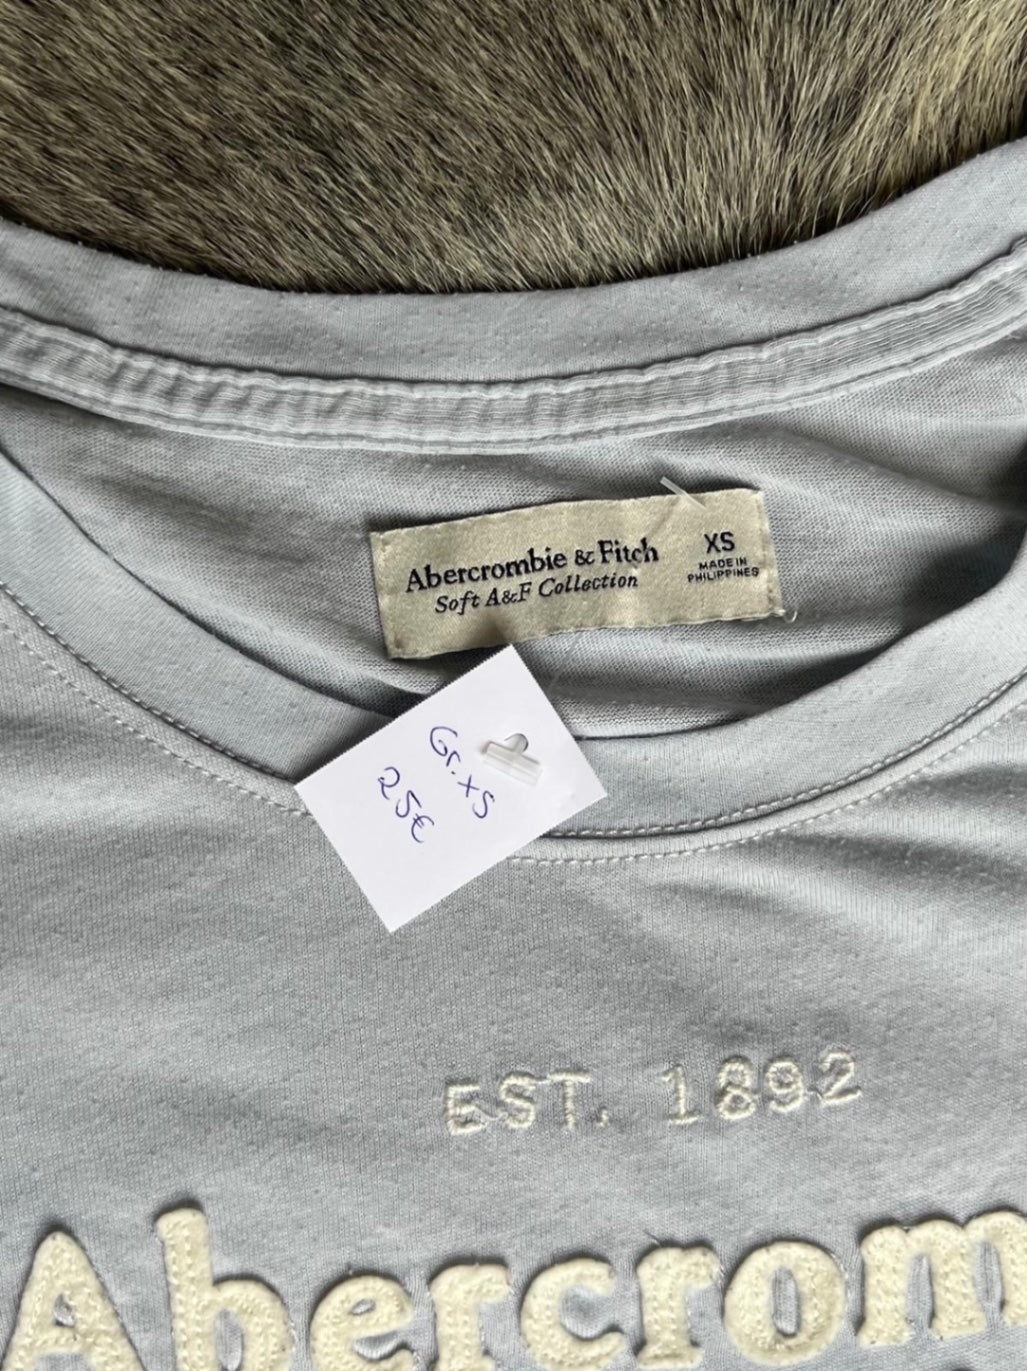 Abercrombie & Fitch
Soft A&F Collection
XS
MADE IN
PHILIPPINES
Gr. XS
25€
EST. 1892
Abercrom